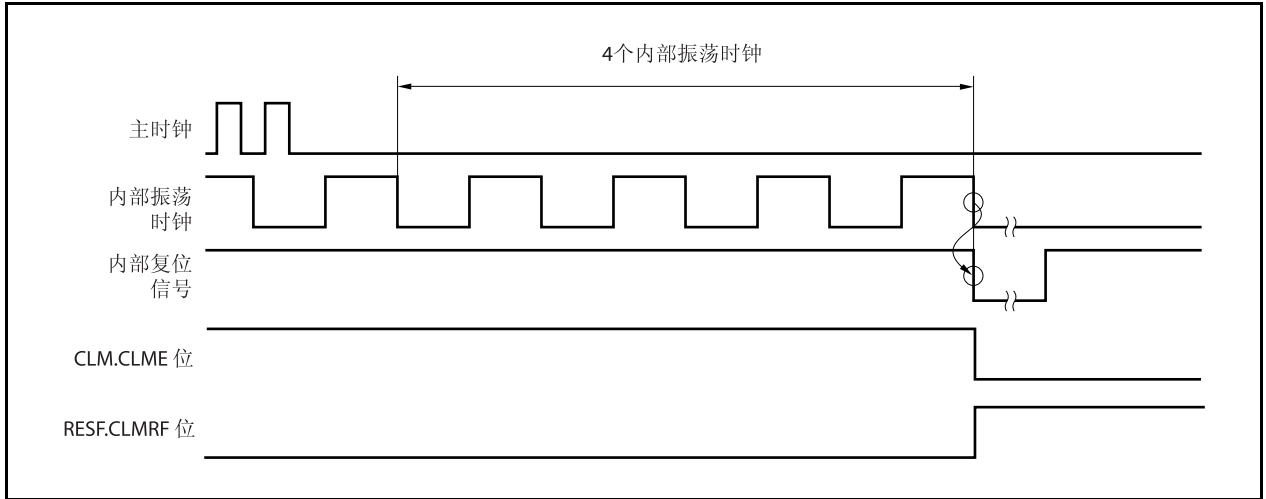 4个内部振荡时钟
主时钟
内部振荡
时钟
内部复位
信号
CLM.CLME 位
RESF.CLMRF 位